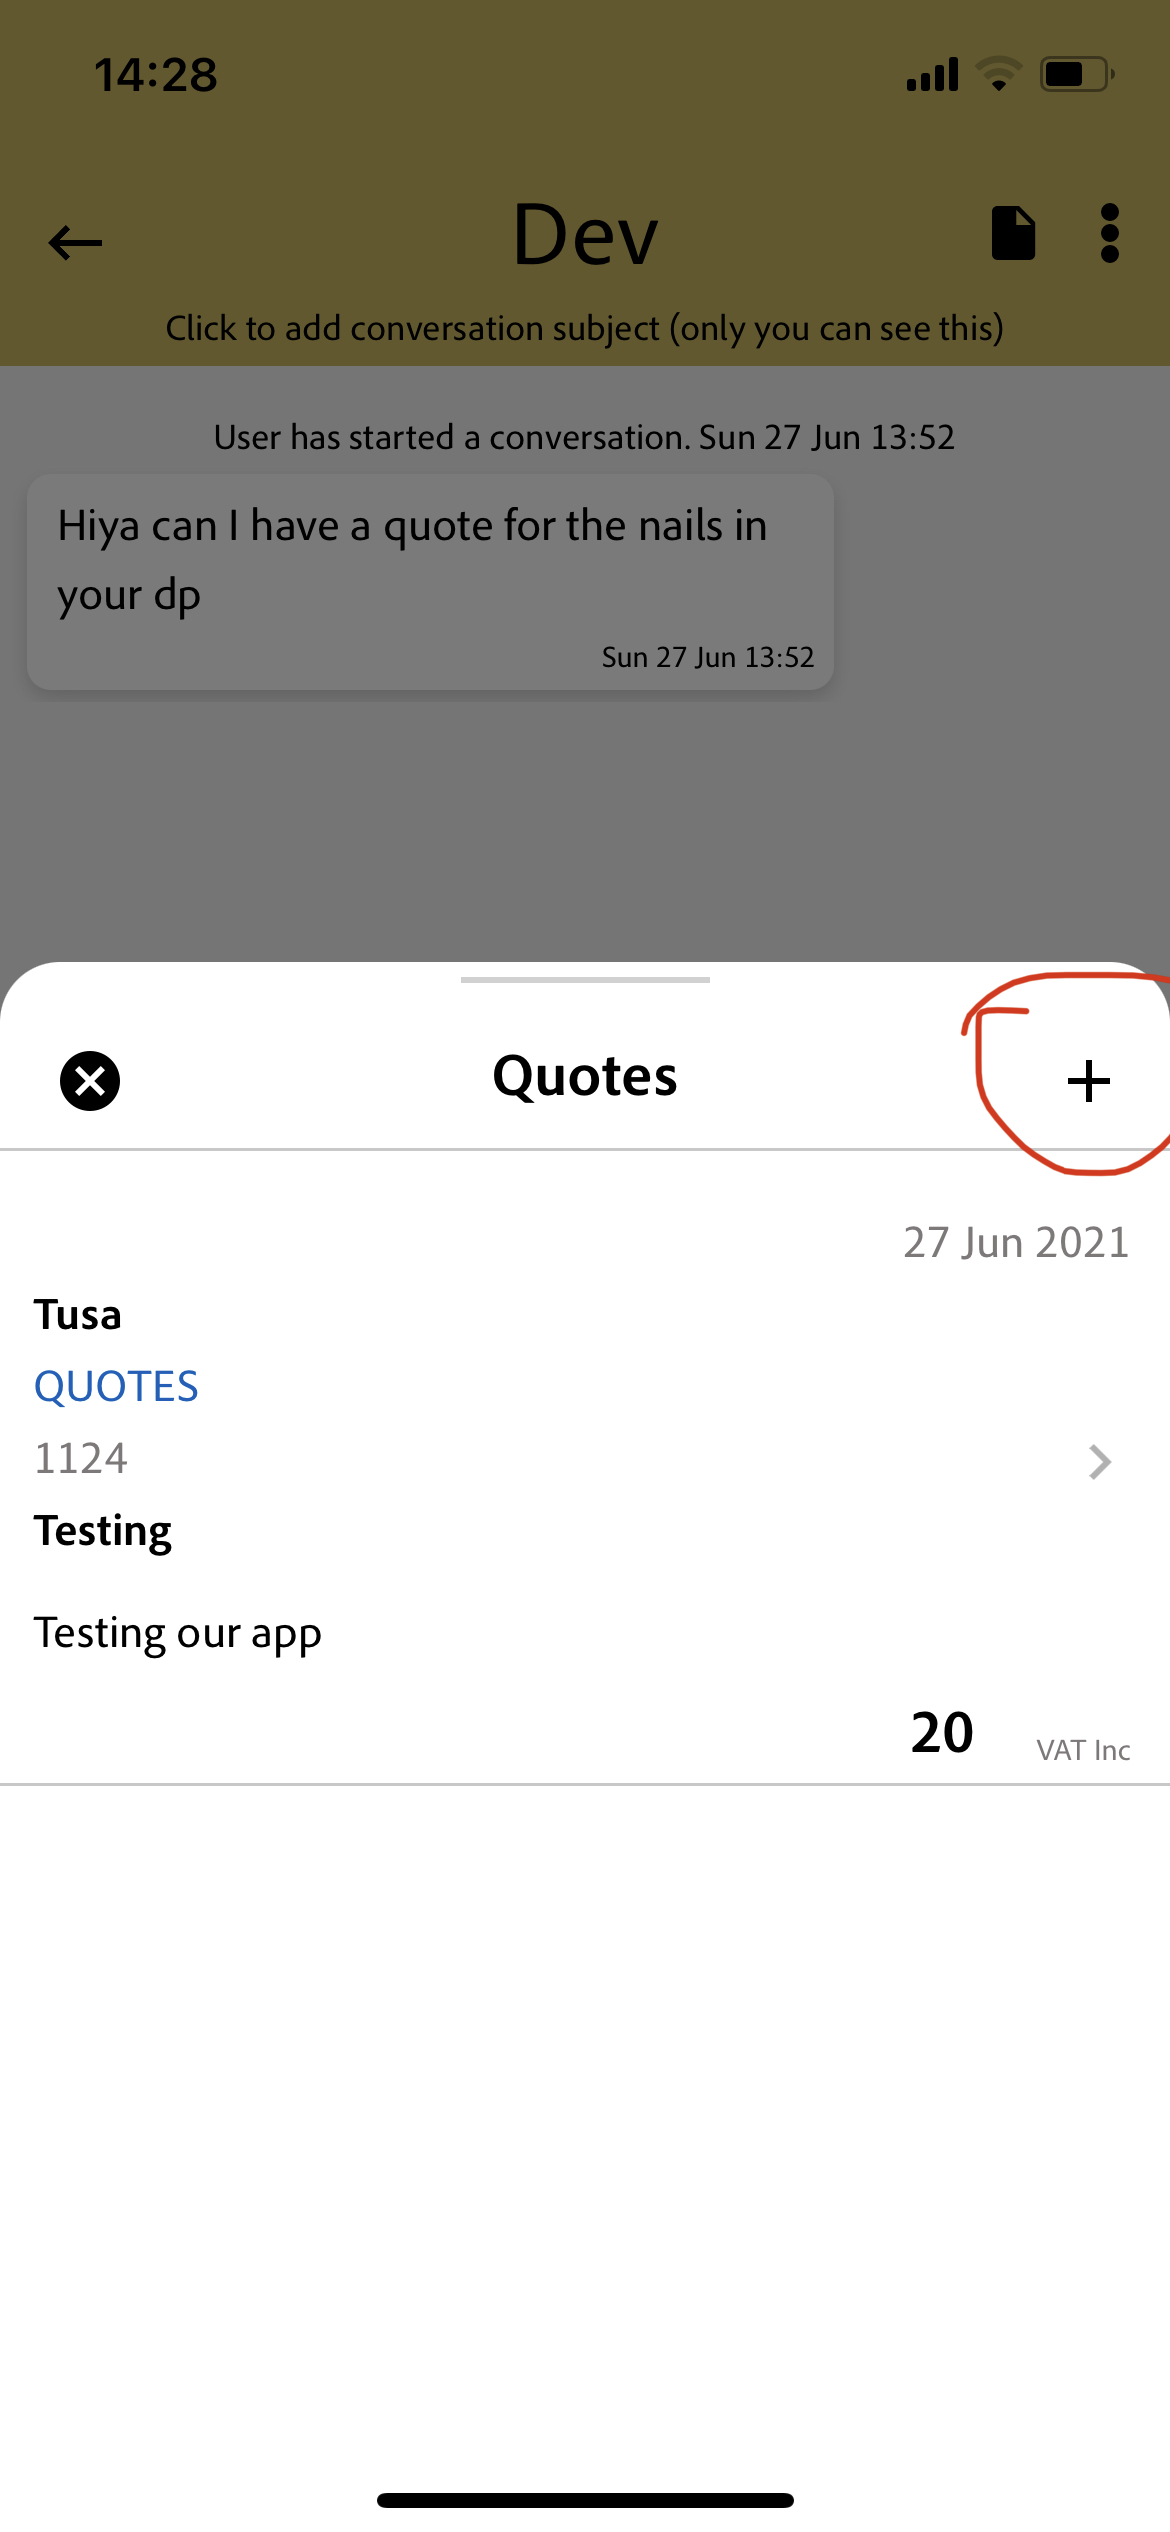 14:28
Dev
Click to add conversation subject (only you can see this)
User has started a conversation. Sun 27 Jun 13:52
Hiya can I have a quote for the nails in
your dp
Sun 27 Jun 13:52
Quotes
27 Jun 2021
Tusa
QUOTES
1124
Testing
Testing our app
20 VAT Inc